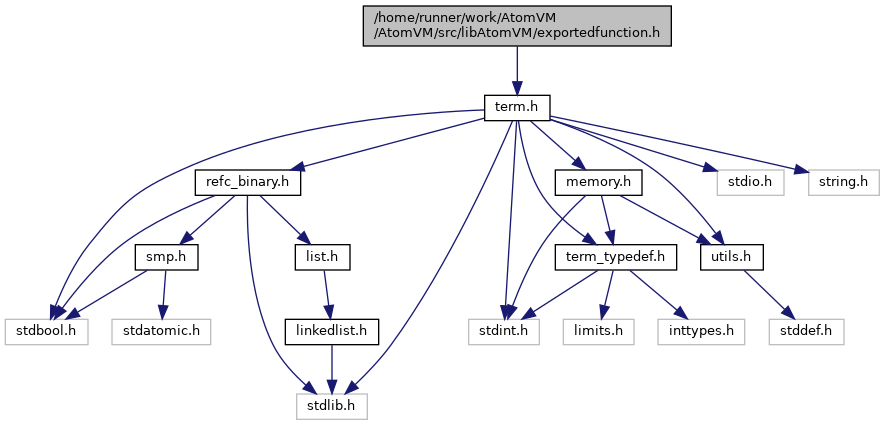 /home/runner/work/AtomVM
/AtomVM/src/libAtomVM/exportedfunction.h
term.h
refc_binary.h
memory.h
stdio.h
string.h
smp.h
list.h
term_typedef.h
utils.h
stdbool.h
stdatomic.h
linkedlist.h
stdint.h
limits.h
inttypes.h
stddef.h
stdlib.h